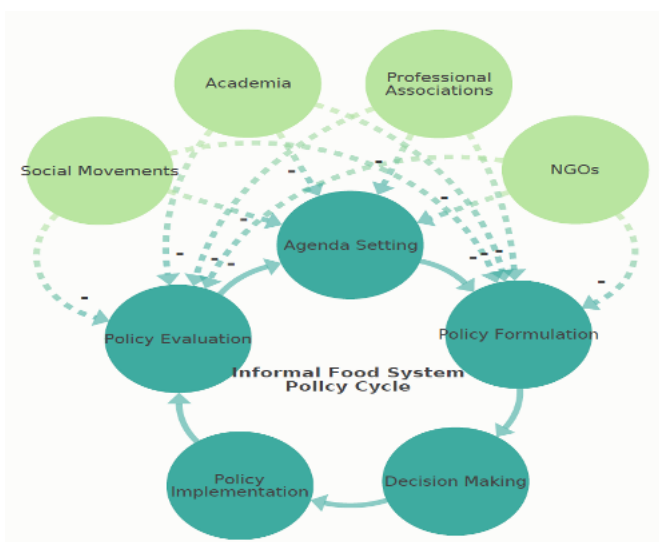 Academia
Professional
Associations
Social Movements
NGOs
-
-
-
-
Agenda Setting
-
-
-
-
-
-
-
-
Policy Evaluation
Policy Formulation
Informal Food System
Policy Cycle
Policy
Implementation
Decision Making